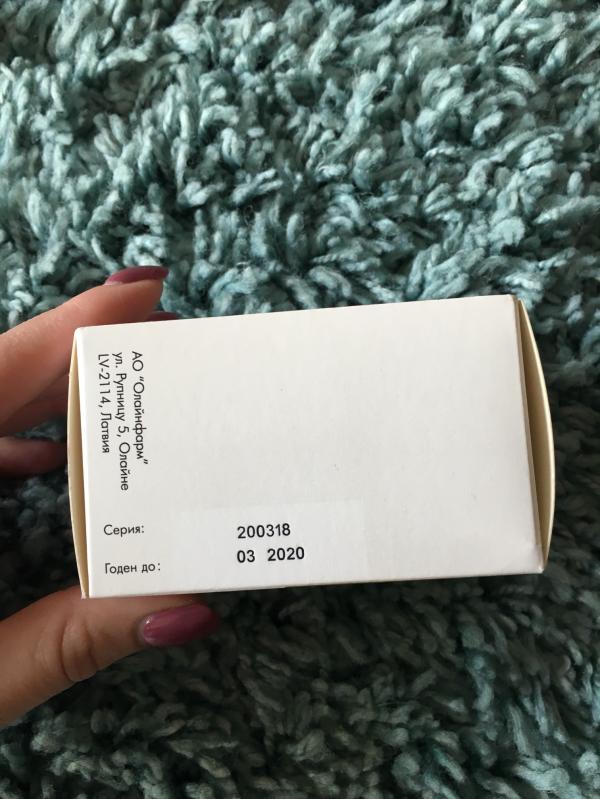 АО "Олайнфарм"
ул. Рупницу 5, Олайне
LV-2114, Латвия
Серия: 200318
Годен до: 03 2020